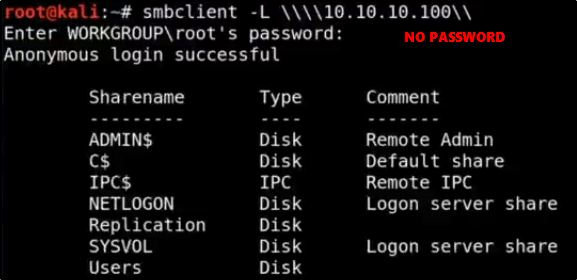 root@kali:~# smbclient -L \\\\10.10.10.100\\
Enter WORKGROUP\root's password: NO PASSWORD
Anonymous login successful
Sharename Type Comment
--------- ---- -------
ADMIN$ Disk Remote Admin
C$ Disk Default share
IPC$ IPC Remote IPC
NETLOGON Disk Logon server share
Replication Disk
SYSVOL Disk Logon server share
Users Disk